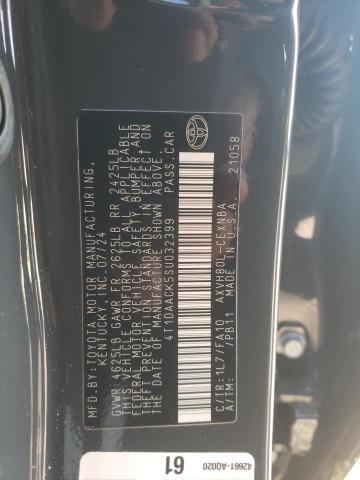 MFD. BY: TOYOTA MOTOR MANUFACTURING,
KENTUCKY, INC. 07/24
GVWR 4625LB GAWR FR 2675LB RR 2425LB
THIS VEHICLE CONFORMS TO ALL APPLICABLE
FEDERAL MOTOR VEHICLE SAFETY, BUMPER, AND
THEFT PREVENTION STANDARDS IN EFFECT ON
THE DATE OF MANUFACTURE SHOWN ABOVE.
4T1DAACK5SU032399 PASS.CAR
C/TR: 1L7/FA10 AXVH80L-CEXNBA
A/TM: /PB11 MADE IN U.S.A.
21058
61
42661-AQ020